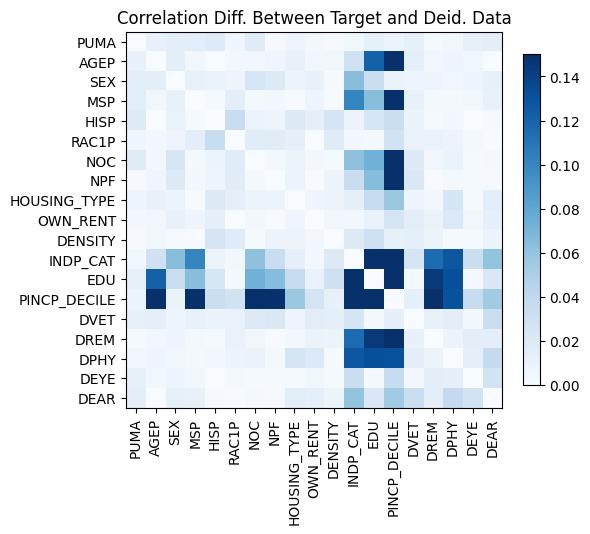 Correlation Diff. Between Target and Deid. Data
PUMA
AGEP
SEX
MSP
HISP
RAC1P
NOC
NPF
HOUSING_TYPE
OWN_RENT
DENSITY
INDP_CAT
EDU
PINCP_DECILE
DVET
DREM
DPHY
DEYE
DEAR
0.14
0.12
0.10
0.08
0.06
0.04
0.02
0.00
PUMA
AGEP
SEX
MSP
HISP
RAC1P
NOC
NPF
HOUSING_TYPE
OWN_RENT
DENSITY
INDP_CAT
EDU
PINCP_DECILE
DVET
DREM
DPHY
DEYE
DEAR